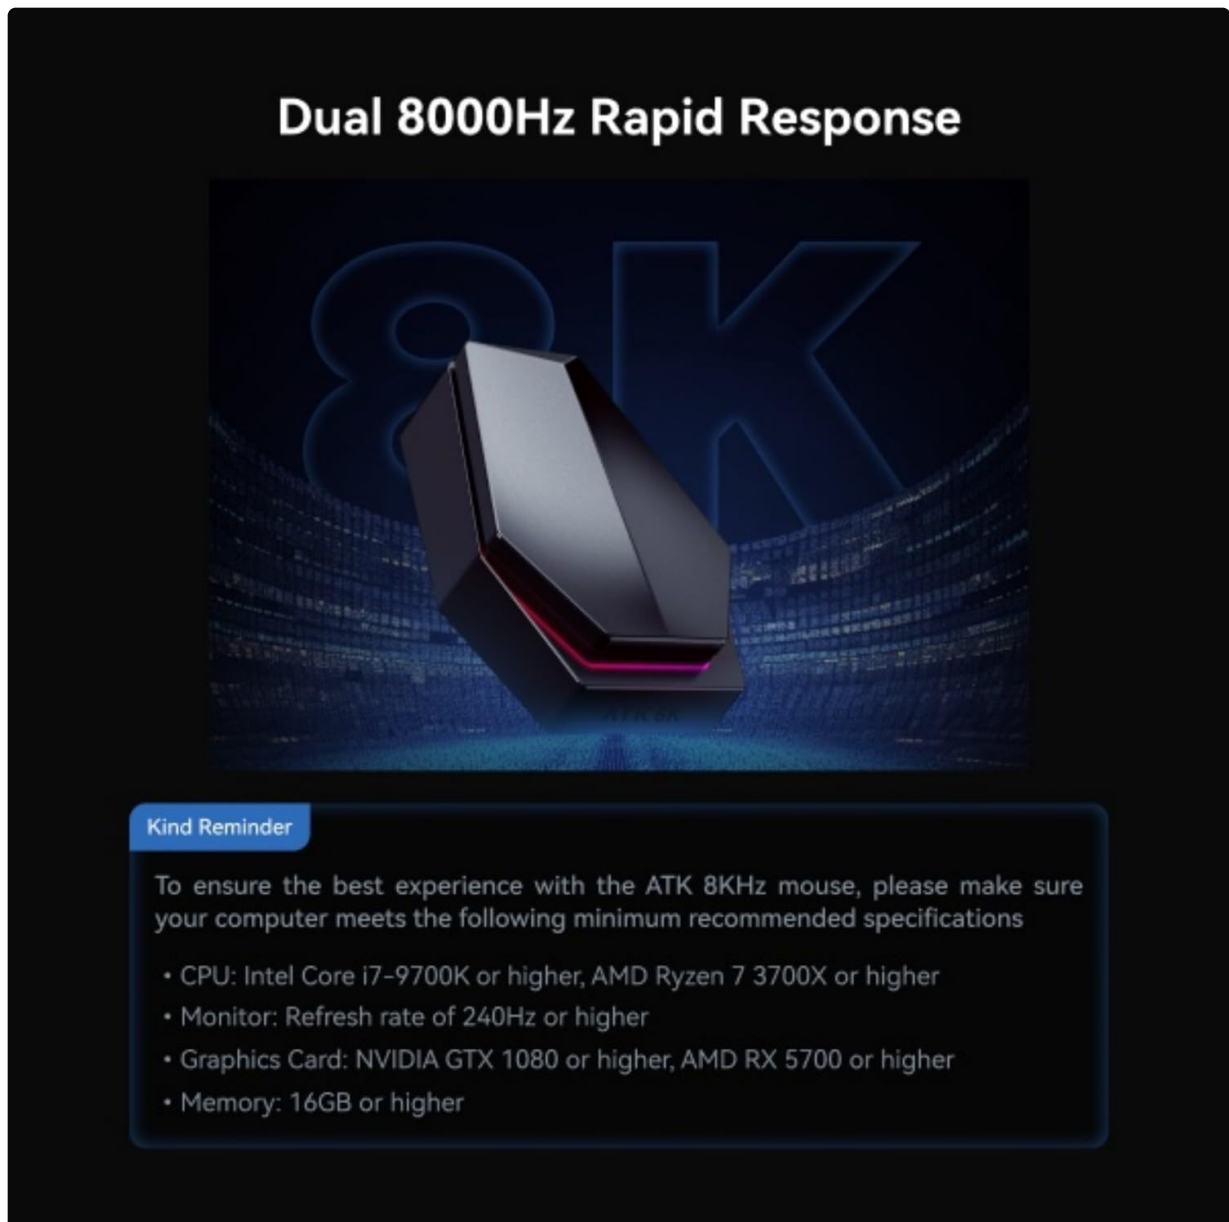 Dual 8000Hz Rapid Response
8K
ATK 8K
Kind Reminder
To ensure the best experience with the ATK 8KHz mouse, please make sure
your computer meets the following minimum recommended specifications
• CPU: Intel Core i7-9700K or higher, AMD Ryzen 7 3700X or higher
• Monitor: Refresh rate of 240Hz or higher
• Graphics Card: NVIDIA GTX 1080 or higher, AMD RX 5700 or higher
• Memory: 16GB or higher